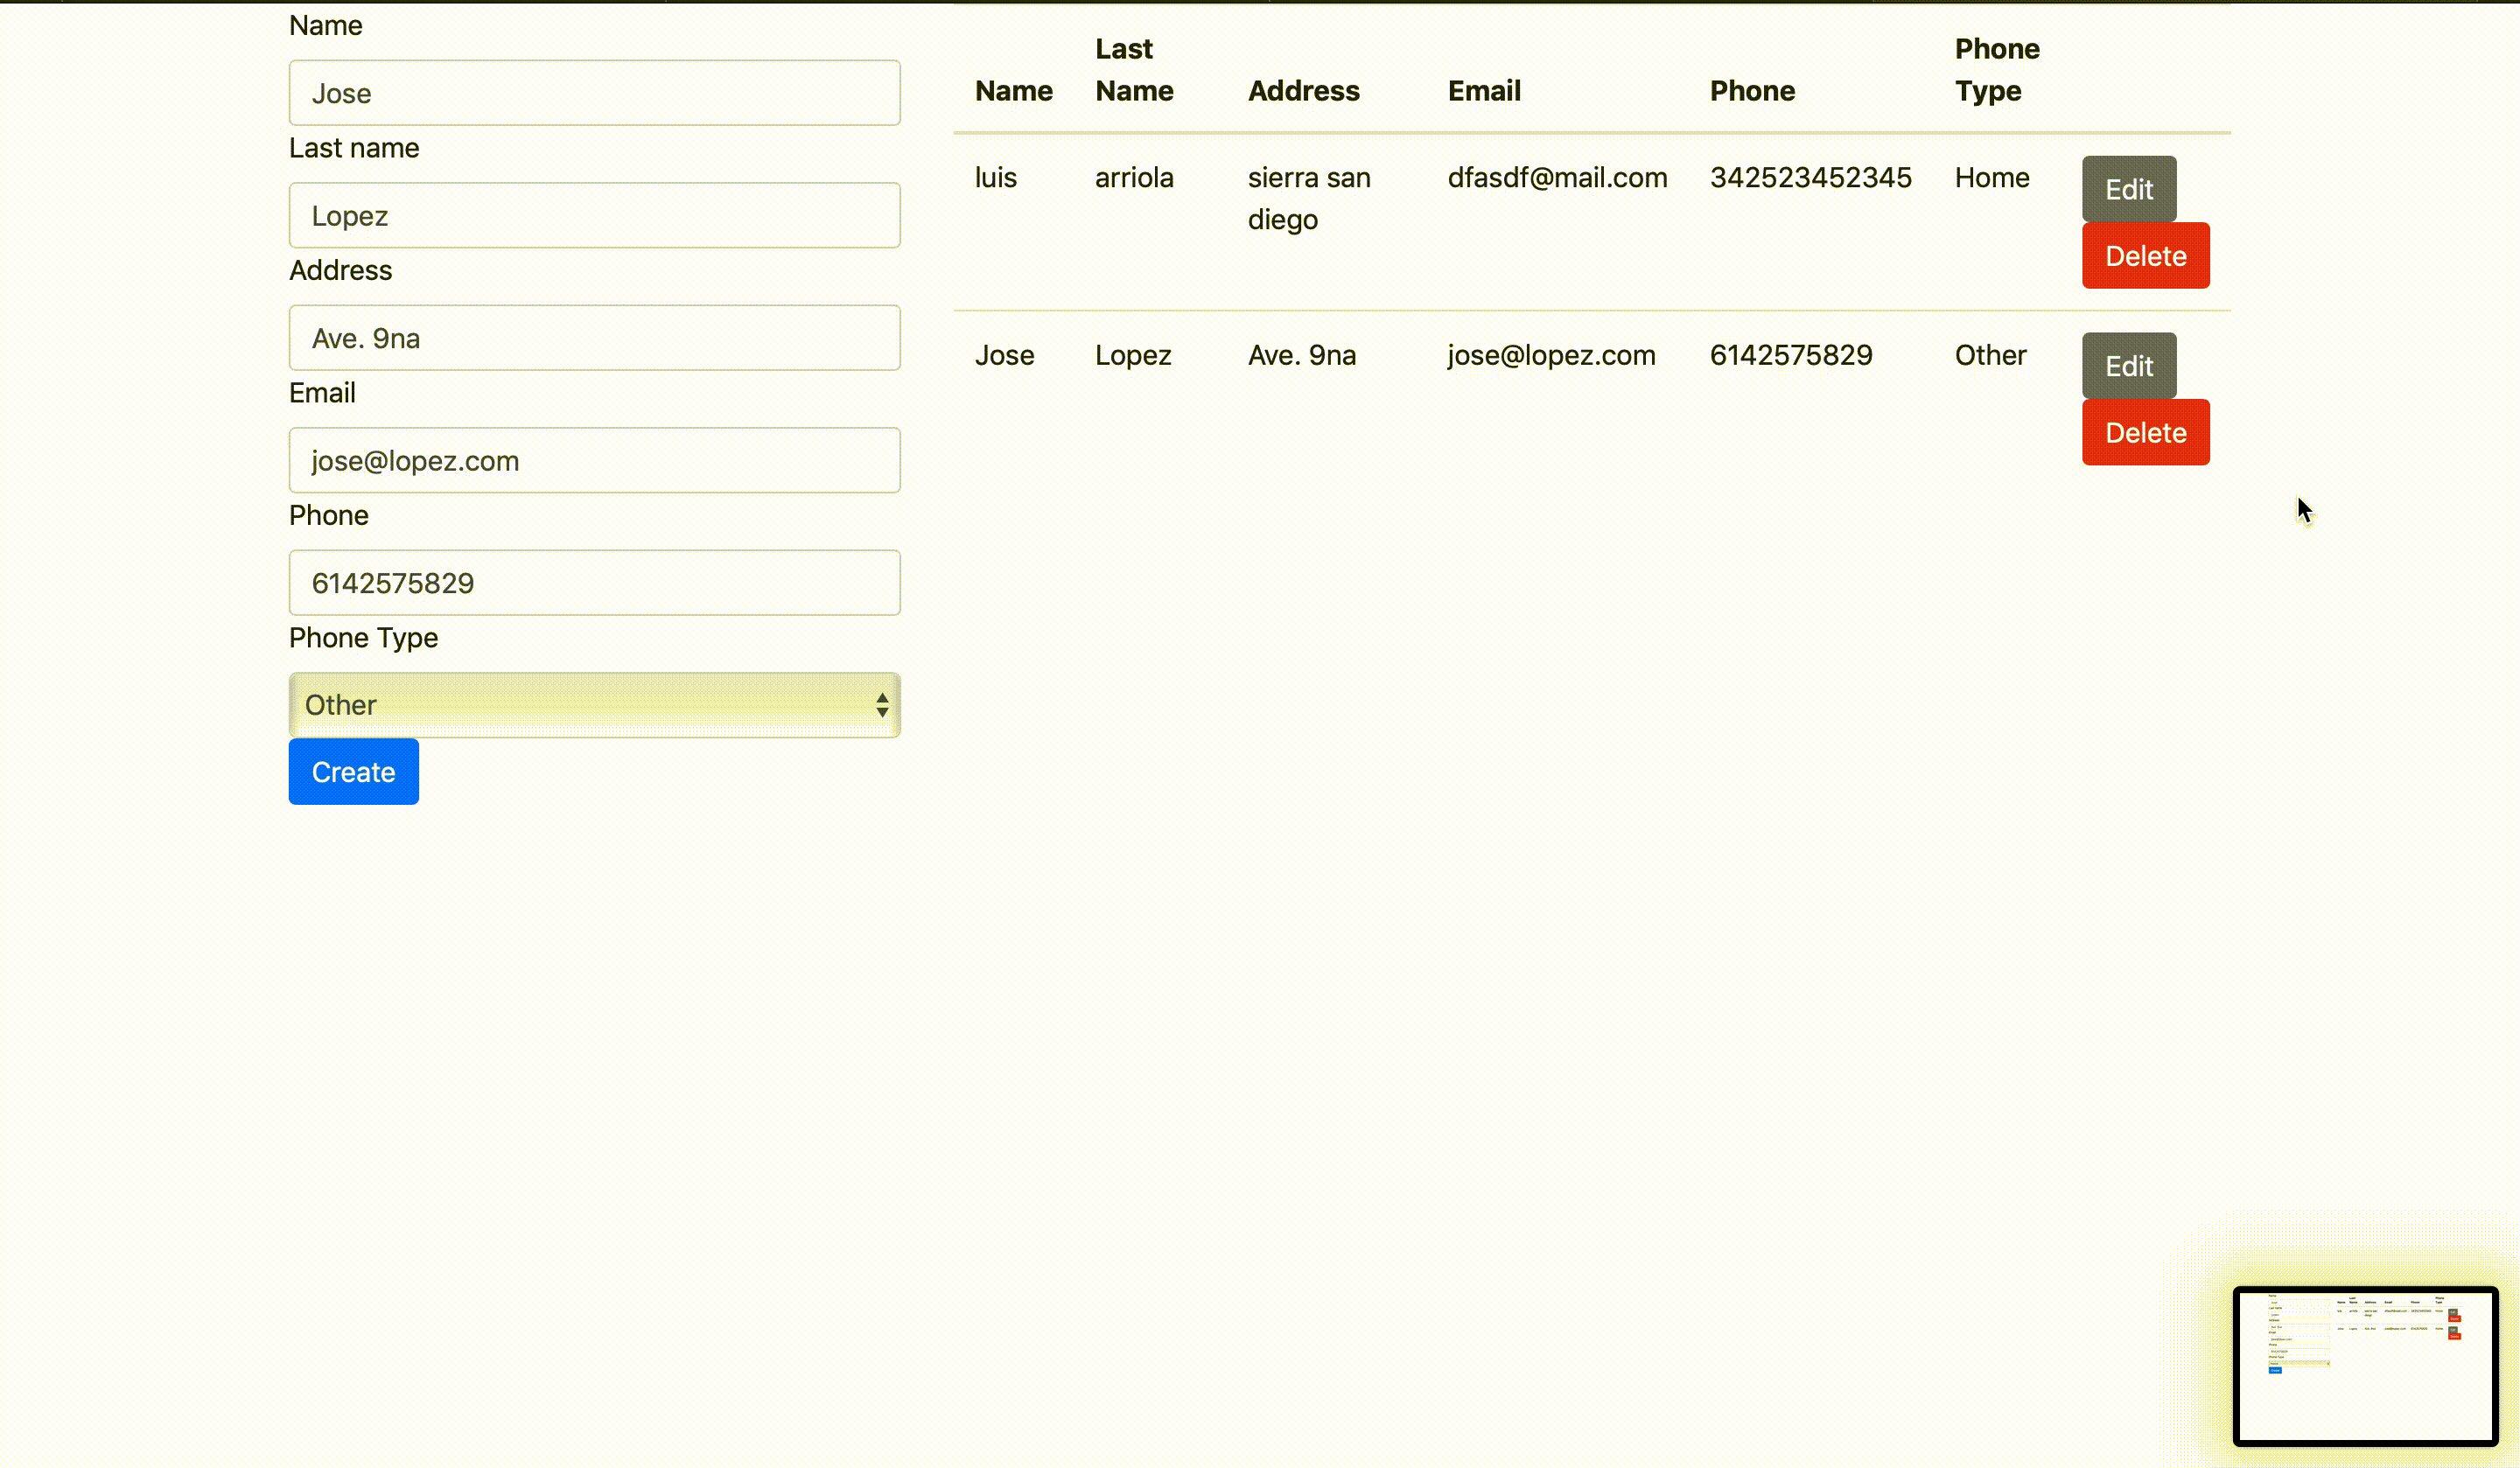 Name
Jose
Last name
Lopez
Address
Ave. 9na
Email
jose@lopez.com
Phone
6142575829
Phone Type
Other
Create
Name Last Name Address Email Phone Phone Type
luis arriola sierra san diego dfasdf@mail.com 342523452345 Home
Edit
Delete
Jose Lopez Ave. 9na jose@lopez.com 6142575829 Other
Edit
Delete